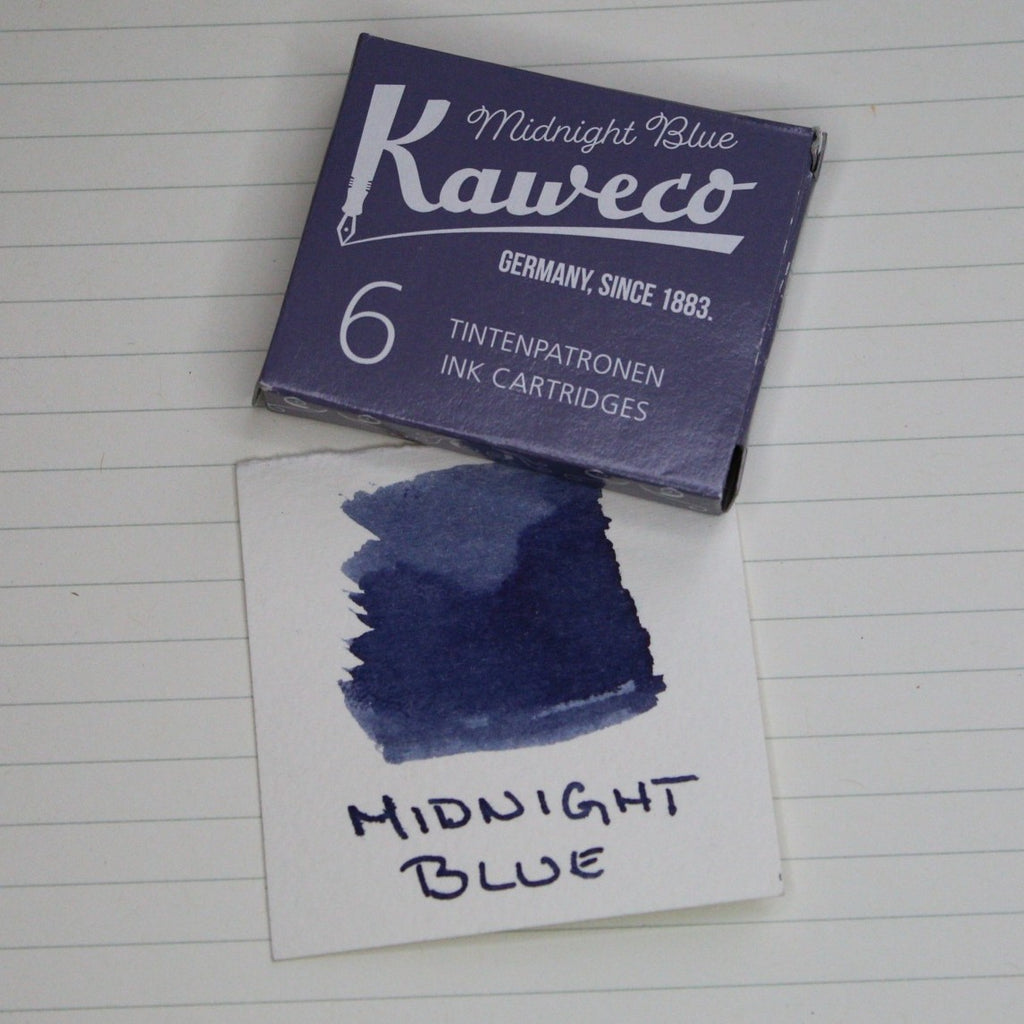 Midnight Blue
Kaweco
GERMANY, SINCE 1883.
6
TINTENPATRONEN
INK CARTRIDGES
MIDNIGHT
BLUE